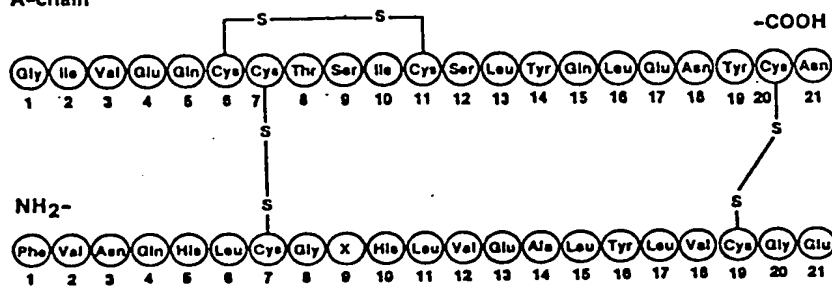 A-chain
S S
-COOH
Gly Ile Val Glu Gln Cys Cys Thr Ser Ile Cys Ser Leu Tyr Gln Leu Glu Asn Tyr Cys Asn
1 2 3 4 5 6 7 8 9 10 11 12 13 14 15 16 17 18 19 20 21
S S
S S
NH2-
Phe Val Asn Gln His Leu Cys Gly X His Leu Val Glu Ala Leu Tyr Leu Val Cys Gly Glu
1 2 3 4 5 6 7 8 9 10 11 12 13 14 15 16 17 18 19 20 21